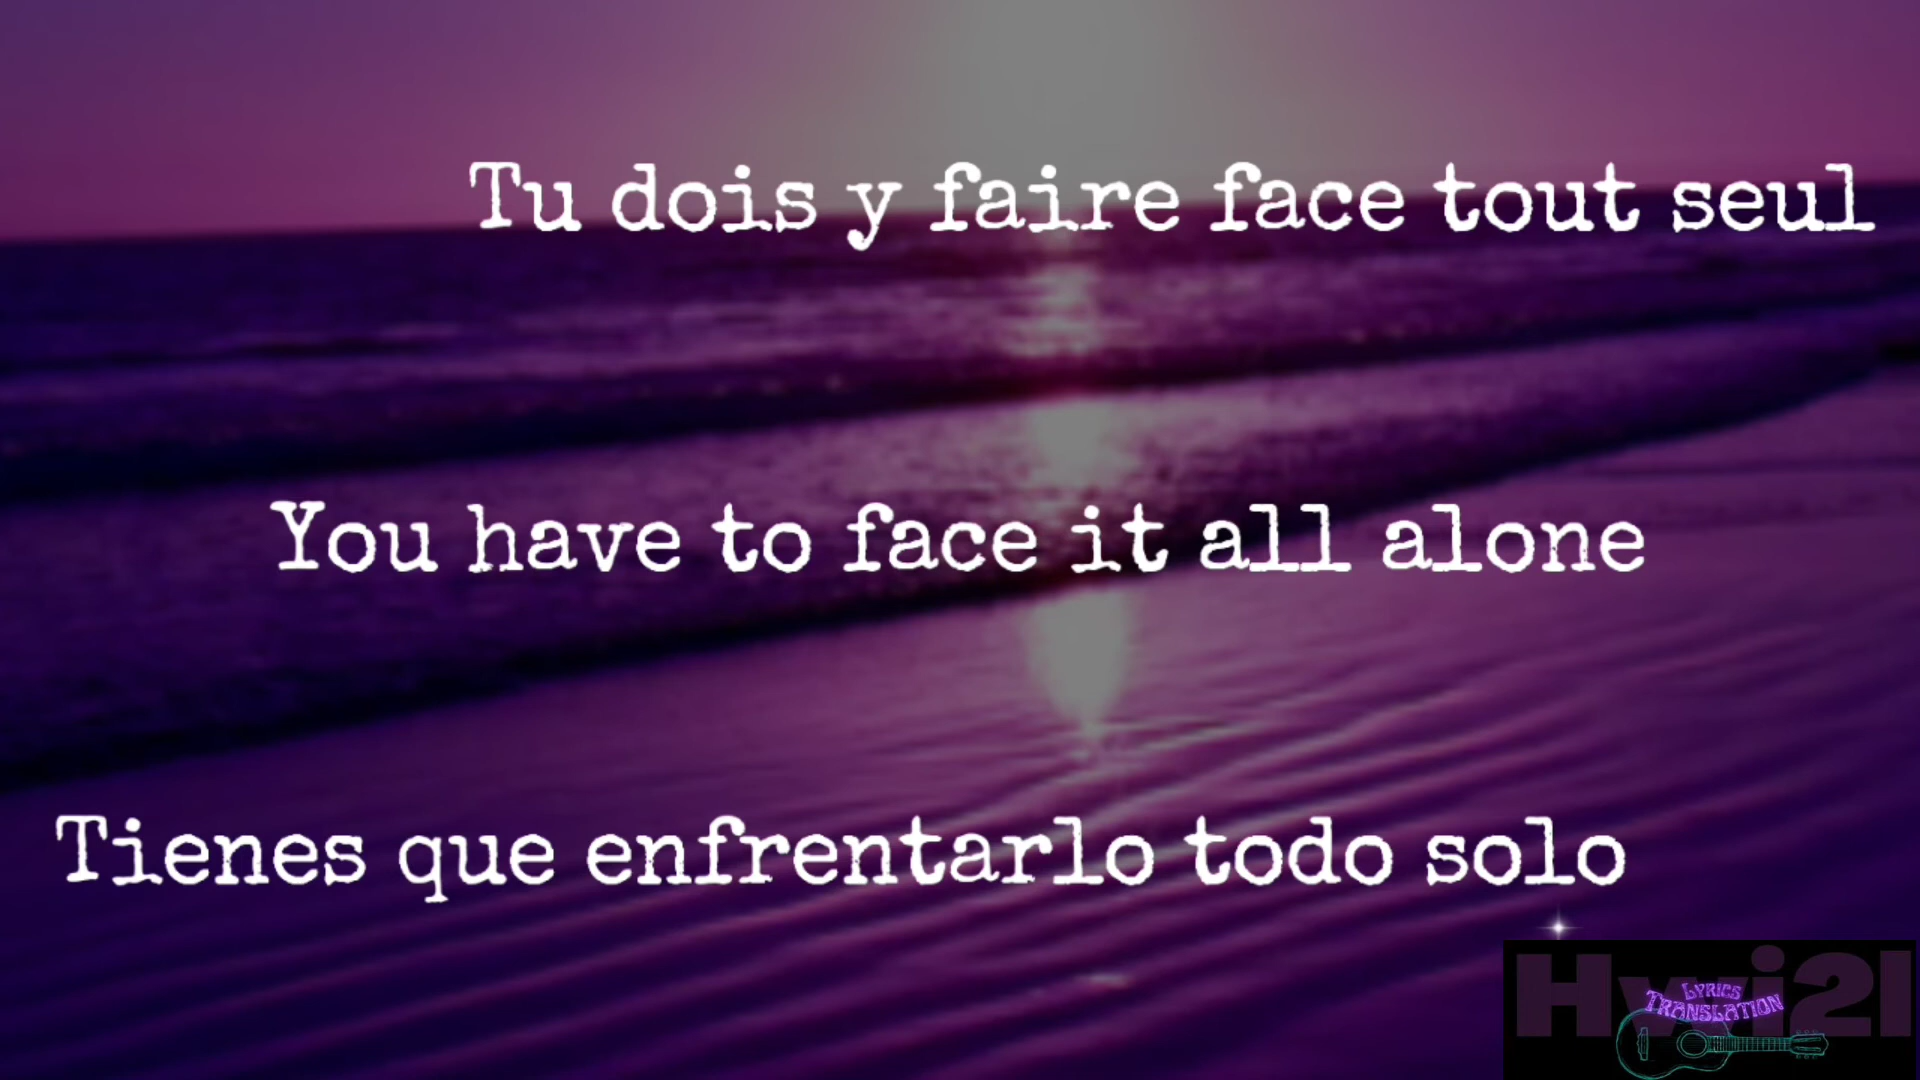 Tu dois y faire face tout seul
You have to face it all alone
Tienes que enfrentarlo todo solo
Hwi2l
LYRICS
TRANSLATION